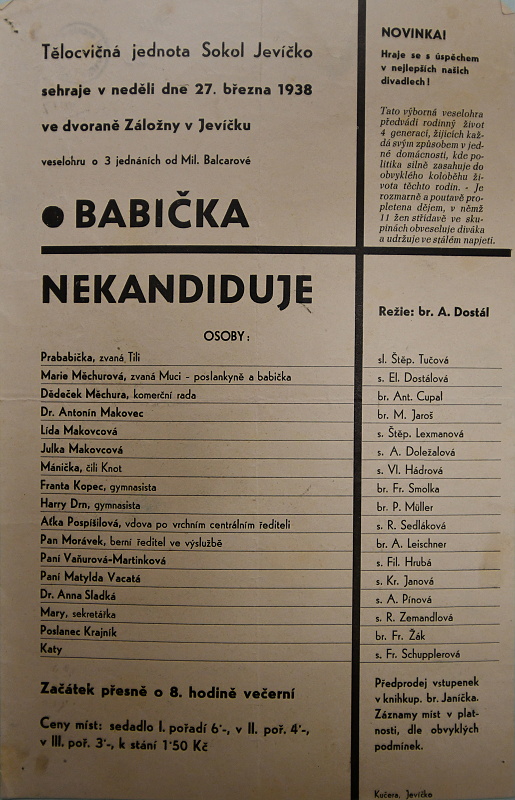 Tělocvičná jednota Sokol Jevíčko
sehraje v neděli dne 27. března 1938
ve dvoraně Záložny v Jevíčku
veselohru o 3 jednáních od Mil. Balcarové
● BABIČKA
NEKANDIDUJE
NOVINKA!
Hraje se s úspěchem
v nejlepších našich
divadlech!
Tato výborná veselohra
předvádí rodinný život
4 generací, žijících kaž-
dá svým způsobem v jed-
né domácnosti, kde po-
litika silně zasahuje do
obvyklého koloběhu ži-
vota těchto rodin. - Je
rozmarně a poutavě pro-
pletena dějem, v němž
11 žen střídavě ve sku-
pinách obveseluje diváka
a udržuje ve stálém napjetí.
Režie: br. A. Dostál
OSOBY:
Prababička, zvaná Tili sl. Štěp. Tučová
Marie Měchurová, zvaná Muci - poslankyně a babička s. El. Dostálová
Dědeček Měchura, komerční rada br. Ant. Cupal
Dr. Antonín Makovec br. M. Jaroš
Lída Makovcová s. Štěp. Lexmanová
Julka Makovcová s. A. Doležalová
Mánička, čili Knot s. Vl. Hádrová
Franta Kopec, gymnasista br. Fr. Smolka
Harry Drn, gymnasista br. P. Müller
Aťka Pospíšilová, vdova po vrchním centrálním řediteli s. R. Sedláková
Pan Morávek, berní ředitel ve výslužbě br. A. Leischner
Paní Vaňurová-Martinková s. Fil. Hrubá
Paní Matylda Vacatá s. Kr. Janová
Dr. Anna Sladká s. A. Pínová
Mary, sekretářka s. R. Zemandlová
Poslanec Krajník br. Fr. Žák
Katy s. Fr. Schupplerová
Začátek přesně o 8. hodině večerní
Ceny míst: sedadlo I. pořadí 6·-, v II. poř. 4·-,
v III. poř. 3·-, k stání 1·50 Kč
Předprodej vstupenek
v knihkup. br. Janíčka.
Záznamy míst v plat-
nosti, dle obvyklých
podmínek.
Kučera, Jevíčko